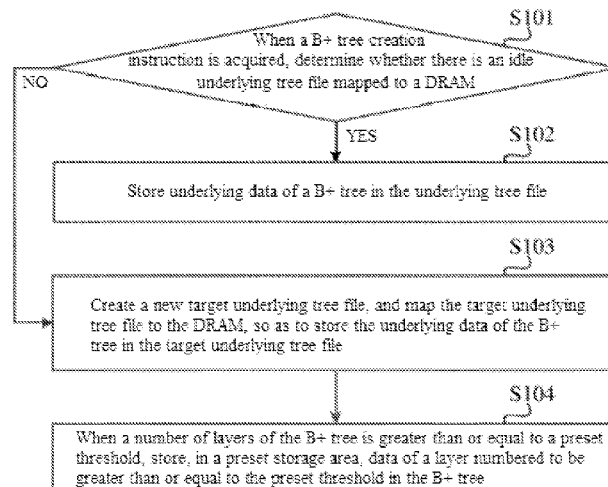 S101
When a B+ tree creation
instruction is acquired, determine whether there is an idle
underlying tree file mapped to a DRAM
NO
YES
S102
Store underlying data of a B+ tree in the underlying tree file
S103
Create a new target underlying tree file, and map the target underlying
tree file to the DRAM, so as to store the underlying data of the B+
tree in the target underlying tree file
S104
When a number of layers of the B+ tree is greater than or equal to a preset
threshold, store, in a preset storage area, data of a layer numbered to be
greater than or equal to the preset threshold in the B+ tree